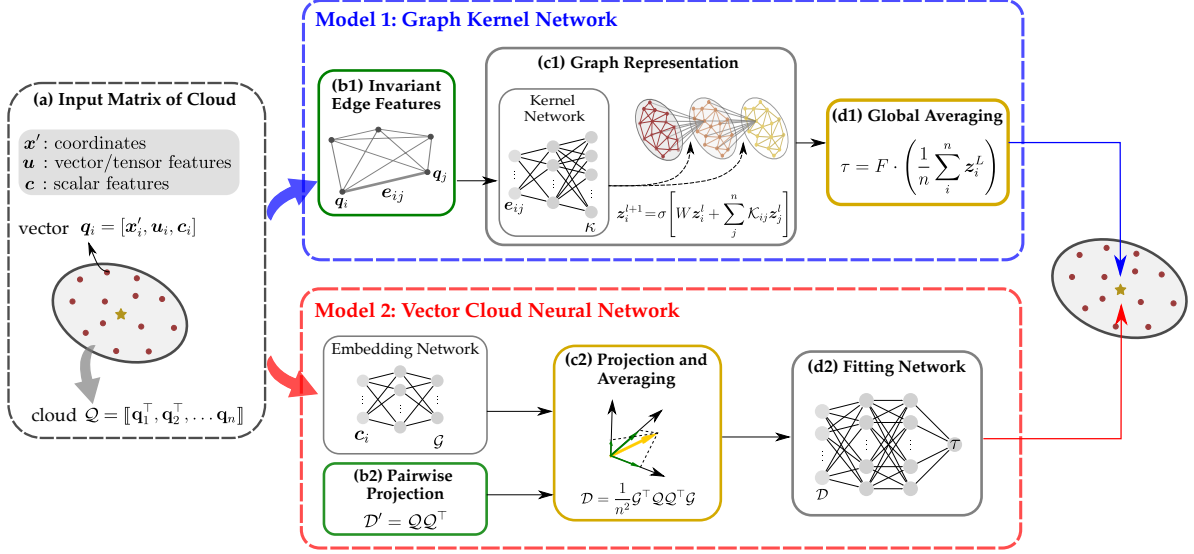 (a) Input Matrix of Cloud
x′ : coordinates
u : vector/tensor features
c : scalar features
vector q_i = [x′_i, u_i, c_i]
cloud 𝒬 = ⟦q_1^⊤, q_2^⊤, … q_n⟧
Model 1: Graph Kernel Network
(b1) Invariant
Edge Features
q_i
e_ij
q_j
(c1) Graph Representation
Kernel
Network
e_ij
κ
z_i^{l+1} = σ [ W z_i^l + ∑_j^n 𝒦_ij z_j^l ]
(d1) Global Averaging
τ = F · ( 1/n ∑_i^n z_i^L )
Model 2: Vector Cloud Neural Network
Embedding Network
c_i
𝒢
(b2) Pairwise
Projection
𝒟′ = 𝒬𝒬^⊤
(c2) Projection and
Averaging
𝒟 = 1/n² 𝒢^⊤𝒬𝒬^⊤𝒢
(d2) Fitting Network
𝒟
τ